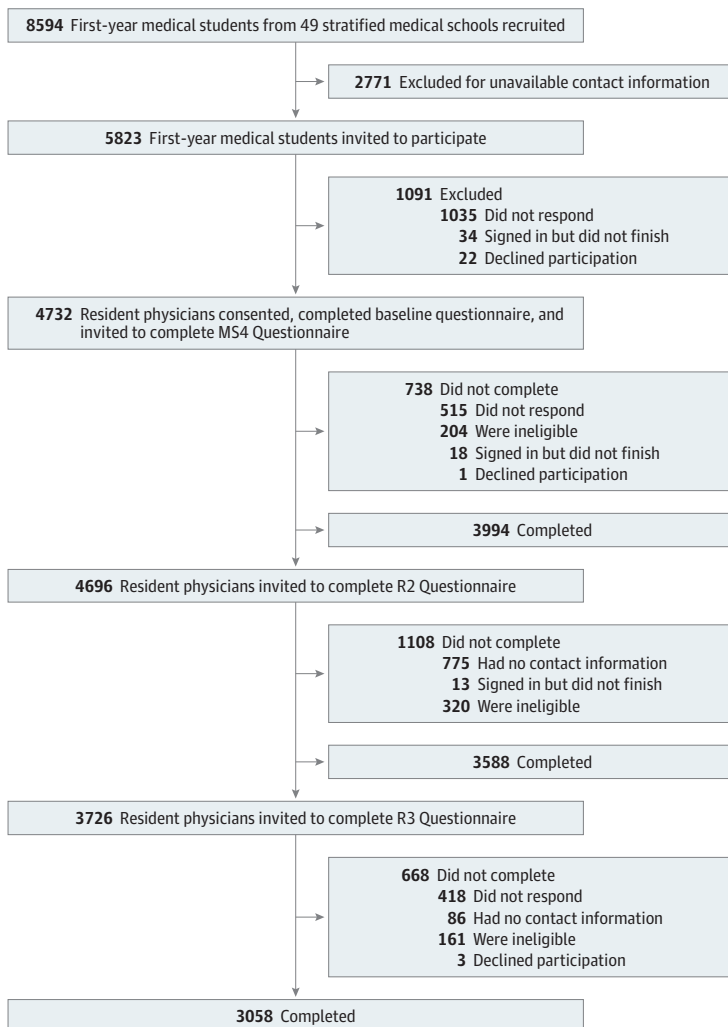 8594 First-year medical students from 49 stratified medical schools recruited
2771 Excluded for unavailable contact information
5823 First-year medical students invited to participate
1091 Excluded
1035 Did not respond
34 Signed in but did not finish
22 Declined participation
4732 Resident physicians consented, completed baseline questionnaire, and
invited to complete MS4 Questionnaire
738 Did not complete
515 Did not respond
204 Were ineligible
18 Signed in but did not finish
1 Declined participation
3994 Completed
4696 Resident physicians invited to complete R2 Questionnaire
1108 Did not complete
775 Had no contact information
13 Signed in but did not finish
320 Were ineligible
3588 Completed
3726 Resident physicians invited to complete R3 Questionnaire
668 Did not complete
418 Did not respond
86 Had no contact information
161 Were ineligible
3 Declined participation
3058 Completed